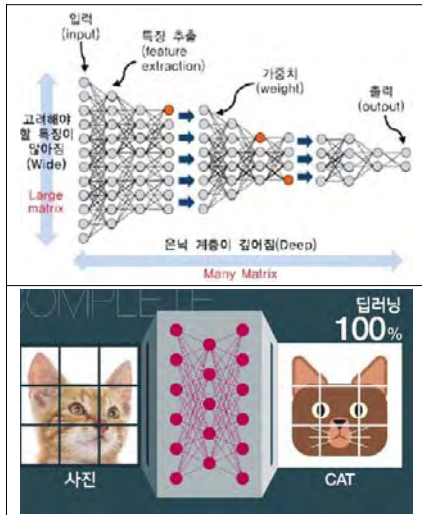 입력
(input)
특징 추출
(feature
extraction)
가중치
(weight)
출력
(output)
고려해야
할 특징이
많아짐
(Wide)
Large
matrix
은닉 계층이 깊어짐(Deep)
Many Matrix
COMPLETE
딥러닝
100%
사진
CAT